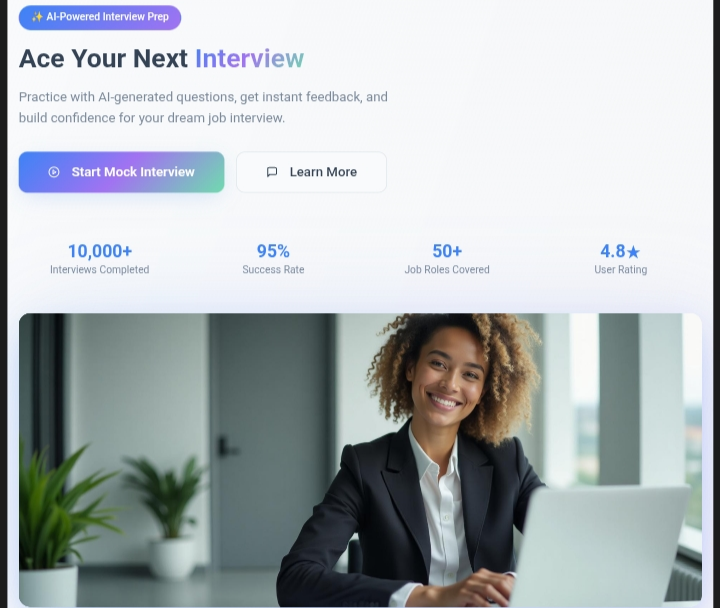 ✨ AI-Powered Interview Prep
Ace Your Next Interview
Practice with AI-generated questions, get instant feedback, and
build confidence for your dream job interview.
Start Mock Interview
Learn More
10,000+
Interviews Completed
95%
Success Rate
50+
Job Roles Covered
4.8★
User Rating